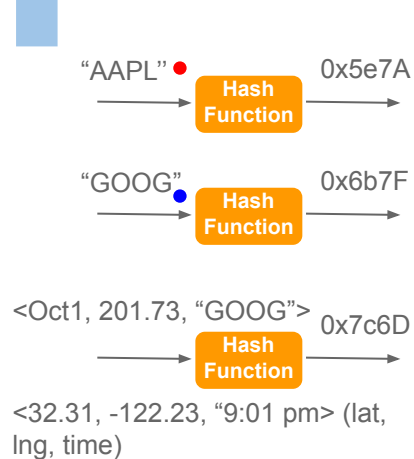 “AAPL’’
0x5e7A
Hash
Function
“GOOG”
0x6b7F
Hash
Function
<Oct1, 201.73, “GOOG”>
0x7c6D
Hash
Function
<32.31, -122.23, “9:01 pm> (lat,
lng, time)